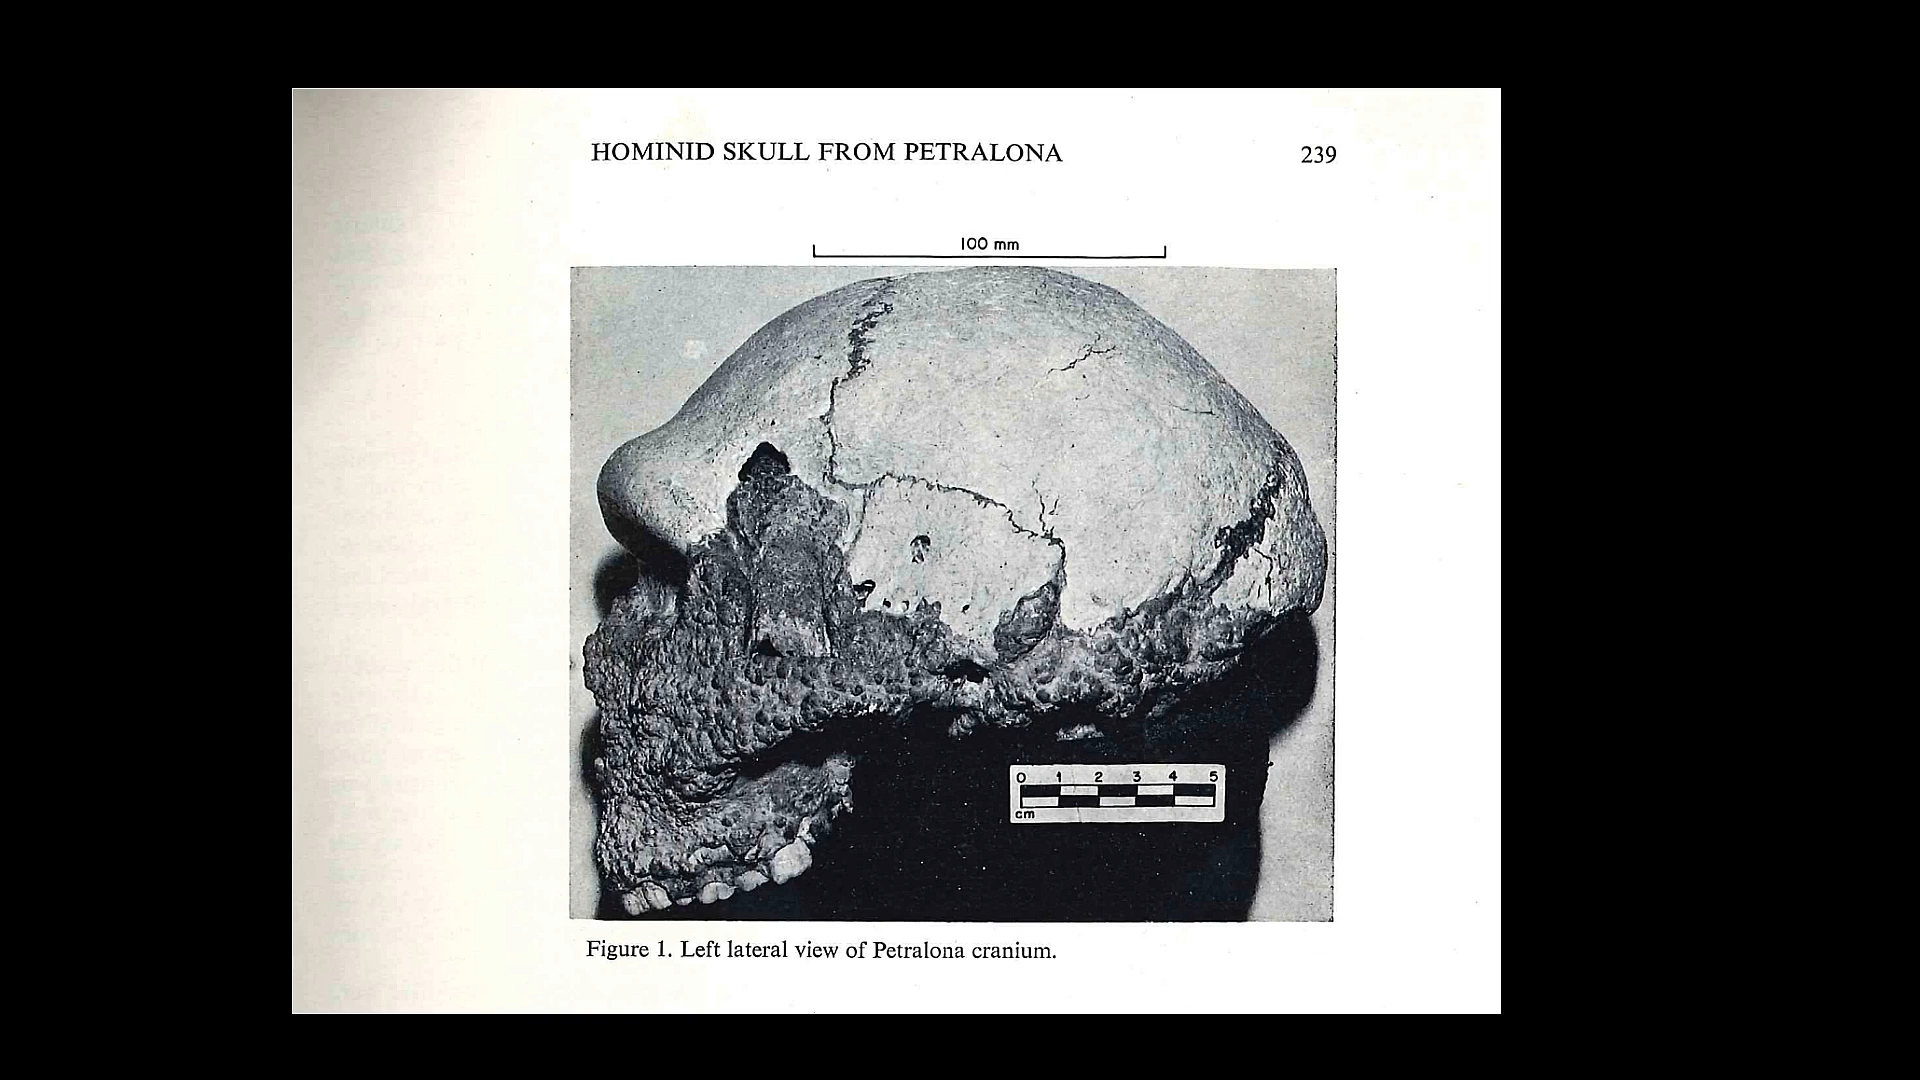 HOMINID SKULL FROM PETRALONA 239
100 mm
0 1 2 3 4 5
cm
Figure 1. Left lateral view of Petralona cranium.